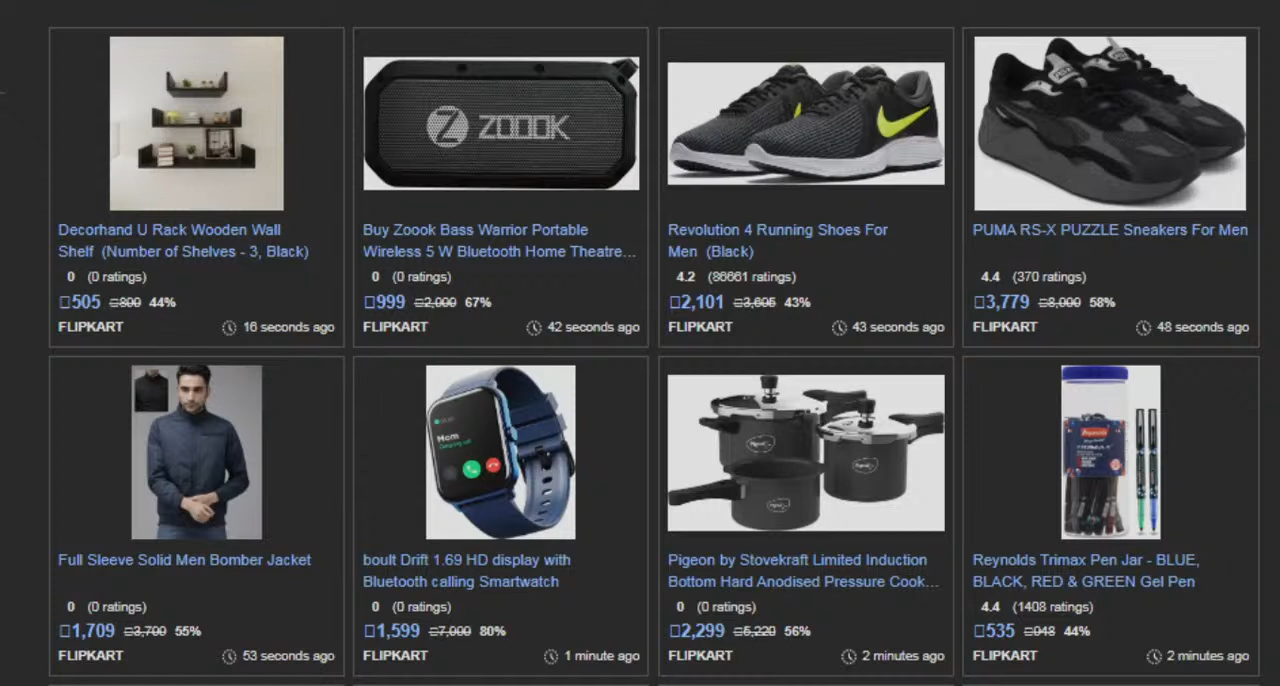 ZOOOK
Decorhand U Rack Wooden Wall
Shelf (Number of Shelves - 3, Black)
0 (0 ratings)
505 800 44%
FLIPKART 16 seconds ago
Buy Zoook Bass Warrior Portable
Wireless 5 W Bluetooth Home Theatre...
0 (0 ratings)
999 2,000 67%
FLIPKART 42 seconds ago
Revolution 4 Running Shoes For
Men (Black)
4.2 (86661 ratings)
2,101 3,605 43%
FLIPKART 43 seconds ago
PUMA RS-X PUZZLE Sneakers For Men
4.4 (370 ratings)
3,779 8,000 58%
FLIPKART 48 seconds ago
Mom
Full Sleeve Solid Men Bomber Jacket
0 (0 ratings)
1,709 3,700 55%
FLIPKART 53 seconds ago
boult Drift 1.69 HD display with
Bluetooth calling Smartwatch
0 (0 ratings)
1,599 7,000 80%
FLIPKART 1 minute ago
Pigeon by Stovekraft Limited Induction
Bottom Hard Anodised Pressure Cook...
0 (0 ratings)
2,299 5,220 56%
FLIPKART 2 minutes ago
Reynolds Trimax Pen Jar - BLUE,
BLACK, RED & GREEN Gel Pen
4.4 (1408 ratings)
535 948 44%
FLIPKART 2 minutes ago